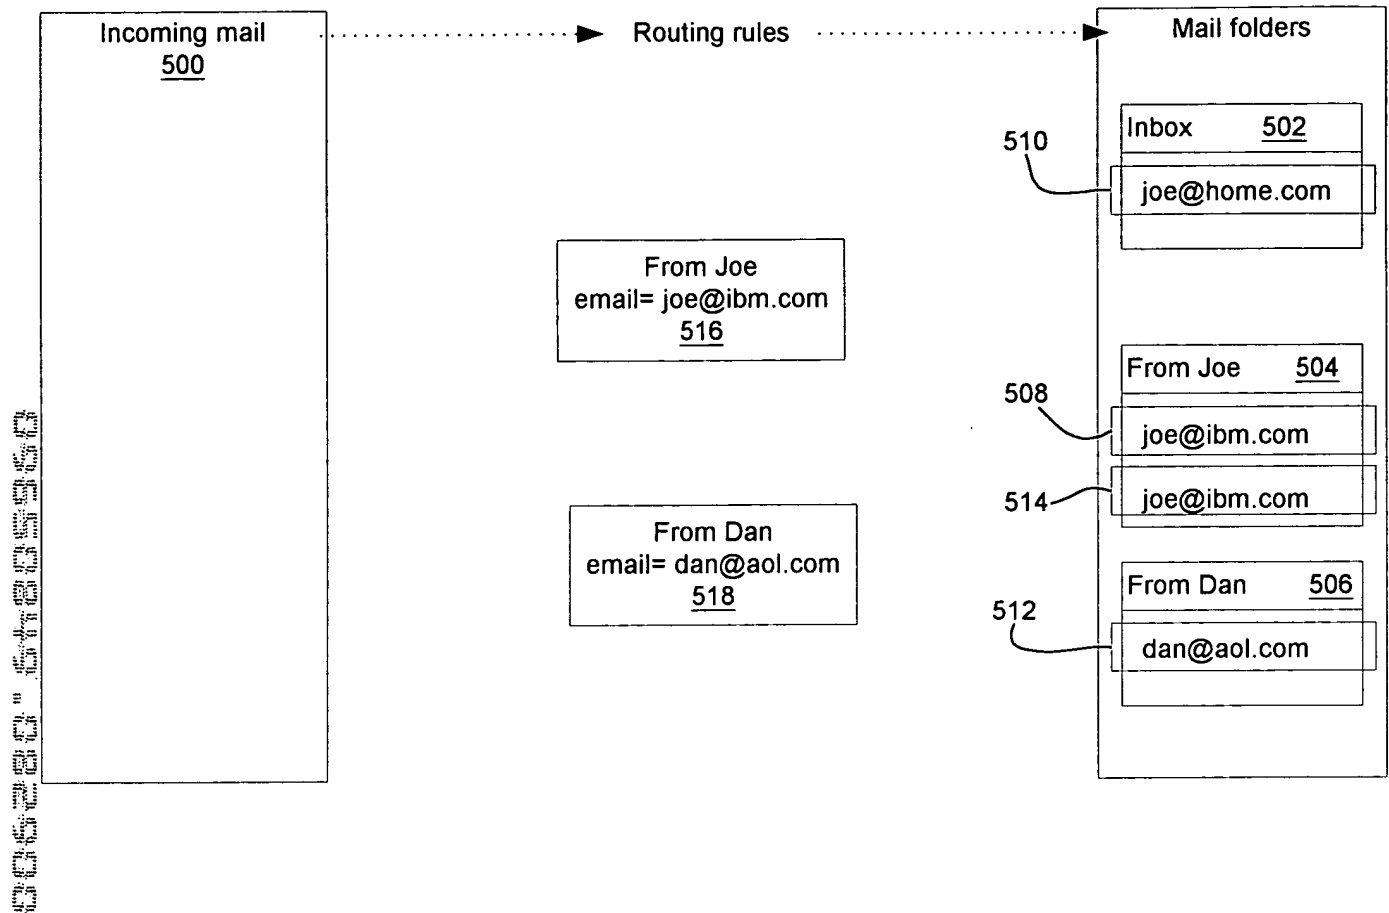 Incoming mail
500
Routing rules
Mail folders
510
Inbox 502
joe@home.com
From Joe
email= joe@ibm.com
516
From Joe 504
508
joe@ibm.com
514
joe@ibm.com
From Dan
email= dan@aol.com
518
From Dan 506
512
dan@aol.com